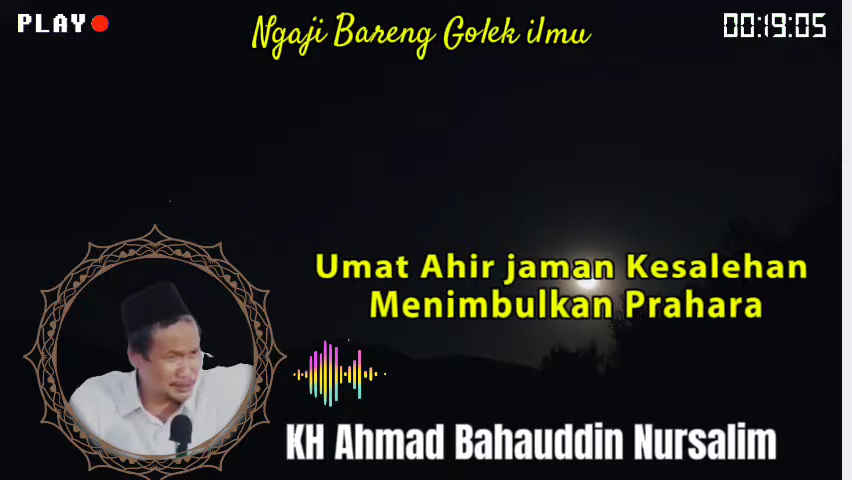 PLAY
Ngaji Bareng Golek ilmu
00:19:05
Umat Ahir jaman Kesalehan
Menimbulkan Prahara
KH Ahmad Bahauddin Nursalim